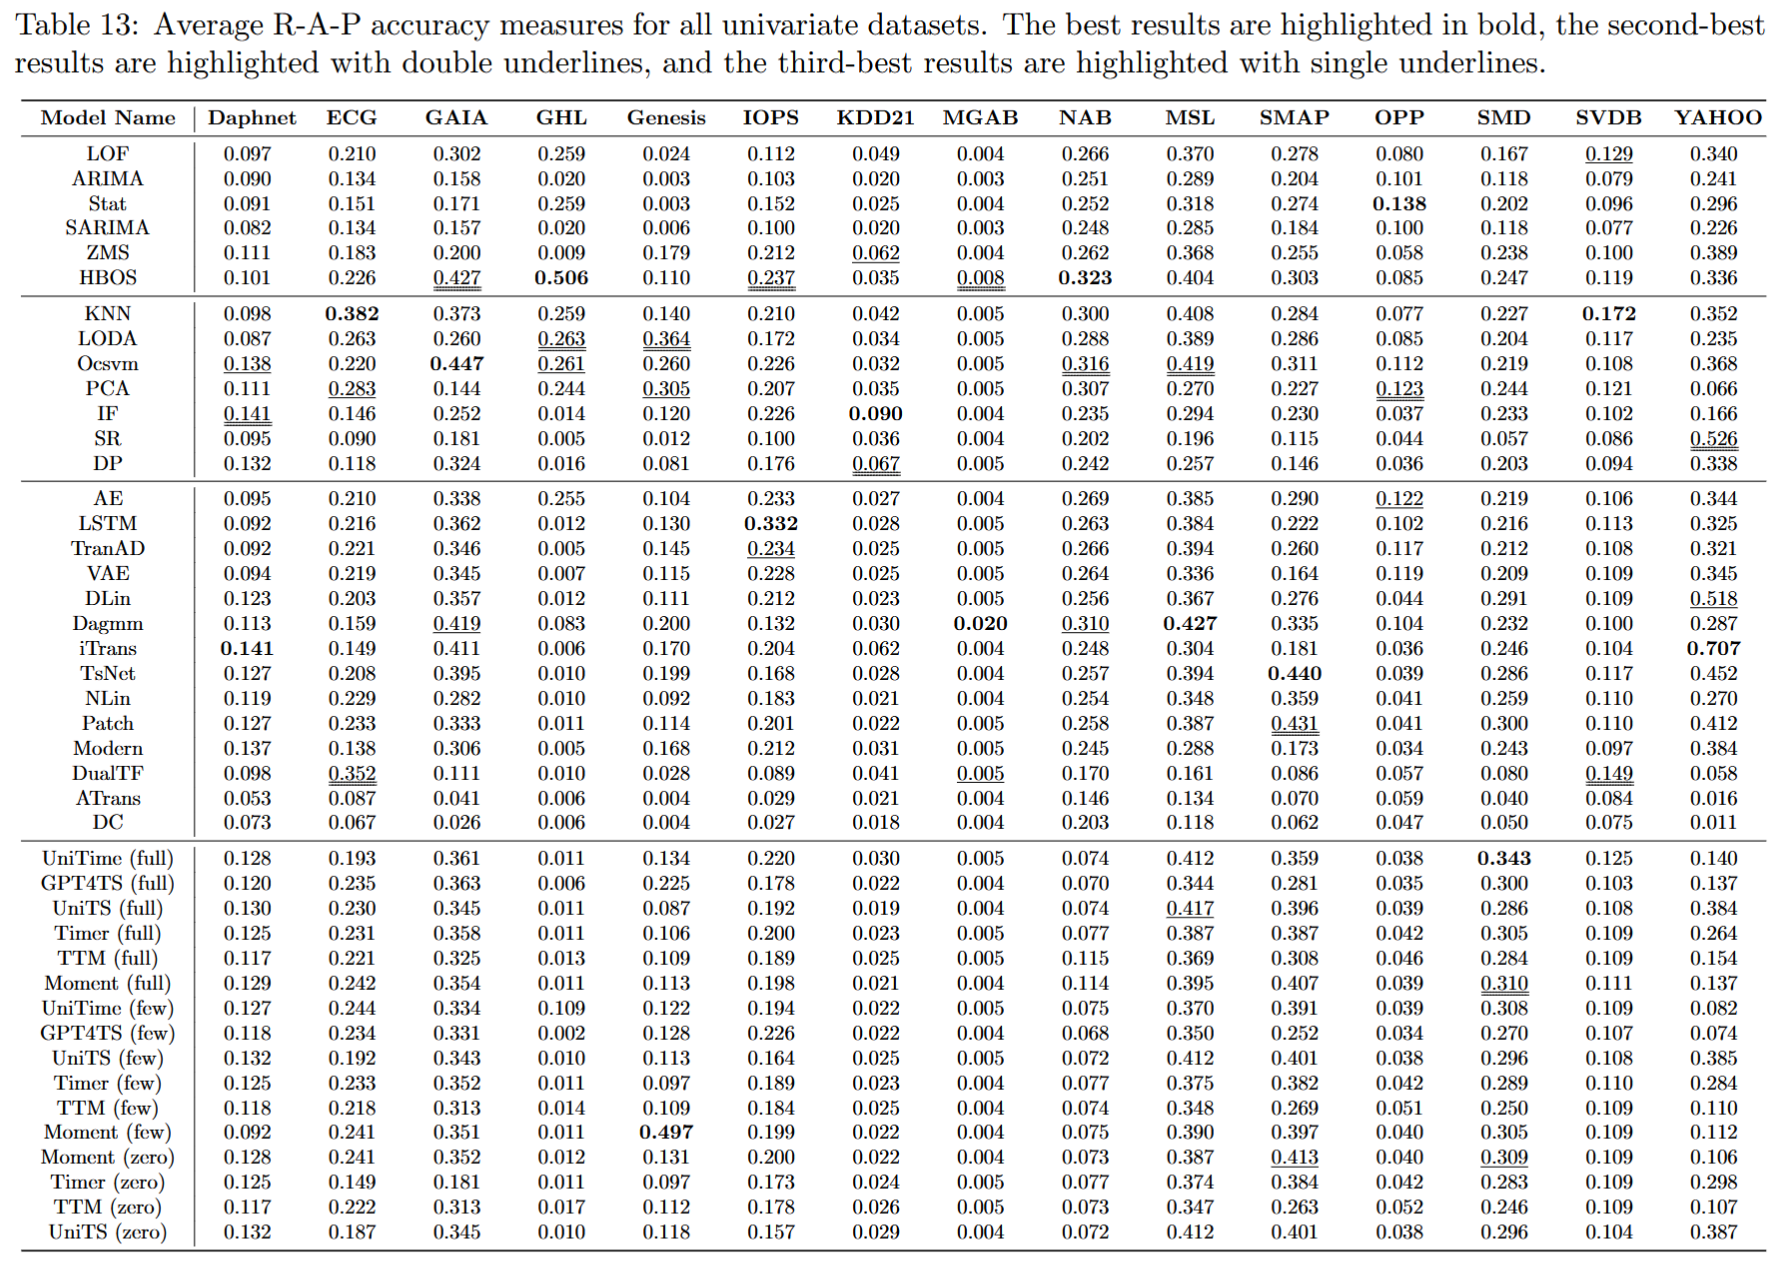 Table 13: Average R-A-P accuracy measures for all univariate datasets. The best results are highlighted in bold, the second-best
results are highlighted with double underlines, and the third-best results are highlighted with single underlines.
Model Name Daphnet ECG GAIA GHL Genesis IOPS KDD21 MGAB NAB MSL SMAP OPP SMD SVDB YAHOO
LOF 0.097 0.210 0.302 0.259 0.024 0.112 0.049 0.004 0.266 0.370 0.278 0.080 0.167 0.129 0.340
ARIMA 0.090 0.134 0.158 0.020 0.003 0.103 0.020 0.003 0.251 0.289 0.204 0.101 0.118 0.079 0.241
Stat 0.091 0.151 0.171 0.259 0.003 0.152 0.025 0.004 0.252 0.318 0.274 0.138 0.202 0.096 0.296
SARIMA 0.082 0.134 0.157 0.020 0.006 0.100 0.020 0.003 0.248 0.285 0.184 0.100 0.118 0.077 0.226
ZMS 0.111 0.183 0.200 0.009 0.179 0.212 0.062 0.004 0.262 0.368 0.255 0.058 0.238 0.100 0.389
HBOS 0.101 0.226 0.427 0.506 0.110 0.237 0.035 0.008 0.323 0.404 0.303 0.085 0.247 0.119 0.336
KNN 0.098 0.382 0.373 0.259 0.140 0.210 0.042 0.005 0.300 0.408 0.284 0.077 0.227 0.172 0.352
LODA 0.087 0.263 0.260 0.263 0.364 0.172 0.034 0.005 0.288 0.389 0.286 0.085 0.204 0.117 0.235
Ocsvm 0.138 0.220 0.447 0.261 0.260 0.226 0.032 0.005 0.316 0.419 0.311 0.112 0.219 0.108 0.368
PCA 0.111 0.283 0.144 0.244 0.305 0.207 0.035 0.005 0.307 0.270 0.227 0.123 0.244 0.121 0.066
IF 0.141 0.146 0.252 0.014 0.120 0.226 0.090 0.004 0.235 0.294 0.230 0.037 0.233 0.102 0.166
SR 0.095 0.090 0.181 0.005 0.012 0.100 0.036 0.004 0.202 0.196 0.115 0.044 0.057 0.086 0.526
DP 0.132 0.118 0.324 0.016 0.081 0.176 0.067 0.005 0.242 0.257 0.146 0.036 0.203 0.094 0.338
AE 0.095 0.210 0.338 0.255 0.104 0.233 0.027 0.004 0.269 0.385 0.290 0.122 0.219 0.106 0.344
LSTM 0.092 0.216 0.362 0.012 0.130 0.332 0.028 0.005 0.263 0.384 0.222 0.102 0.216 0.113 0.325
TranAD 0.092 0.221 0.346 0.005 0.145 0.234 0.025 0.005 0.266 0.394 0.260 0.117 0.212 0.108 0.321
VAE 0.094 0.219 0.345 0.007 0.115 0.228 0.025 0.005 0.264 0.336 0.164 0.119 0.209 0.109 0.345
DLin 0.123 0.203 0.357 0.012 0.111 0.212 0.023 0.005 0.256 0.367 0.276 0.044 0.291 0.109 0.518
Dagmm 0.113 0.159 0.419 0.083 0.200 0.132 0.030 0.020 0.310 0.427 0.335 0.104 0.232 0.100 0.287
iTrans 0.141 0.149 0.411 0.006 0.170 0.204 0.062 0.004 0.248 0.304 0.181 0.036 0.246 0.104 0.707
TsNet 0.127 0.208 0.395 0.010 0.199 0.168 0.028 0.004 0.257 0.394 0.440 0.039 0.286 0.117 0.452
NLin 0.119 0.229 0.282 0.010 0.092 0.183 0.021 0.004 0.254 0.348 0.359 0.041 0.259 0.110 0.270
Patch 0.127 0.233 0.333 0.011 0.114 0.201 0.022 0.005 0.258 0.387 0.431 0.041 0.300 0.110 0.412
Modern 0.137 0.138 0.306 0.005 0.168 0.212 0.031 0.005 0.245 0.288 0.173 0.034 0.243 0.097 0.384
DualTF 0.098 0.352 0.111 0.010 0.028 0.089 0.041 0.005 0.170 0.161 0.086 0.057 0.080 0.149 0.058
ATrans 0.053 0.087 0.041 0.006 0.004 0.029 0.021 0.004 0.146 0.134 0.070 0.059 0.040 0.084 0.016
DC 0.073 0.067 0.026 0.006 0.004 0.027 0.018 0.004 0.203 0.118 0.062 0.047 0.050 0.075 0.011
UniTime (full) 0.128 0.193 0.361 0.011 0.134 0.220 0.030 0.005 0.074 0.412 0.359 0.038 0.343 0.125 0.140
GPT4TS (full) 0.120 0.235 0.363 0.006 0.225 0.178 0.022 0.004 0.070 0.344 0.281 0.035 0.300 0.103 0.137
UniTS (full) 0.130 0.230 0.345 0.011 0.087 0.192 0.019 0.004 0.074 0.417 0.396 0.039 0.286 0.108 0.384
Timer (full) 0.125 0.231 0.358 0.011 0.106 0.200 0.023 0.005 0.077 0.387 0.387 0.042 0.305 0.109 0.264
TTM (full) 0.117 0.221 0.325 0.013 0.109 0.189 0.025 0.005 0.115 0.369 0.308 0.046 0.284 0.109 0.154
Moment (full) 0.129 0.242 0.354 0.011 0.113 0.198 0.021 0.004 0.114 0.395 0.407 0.039 0.310 0.111 0.137
UniTime (few) 0.127 0.244 0.334 0.109 0.122 0.194 0.022 0.005 0.075 0.370 0.391 0.039 0.308 0.109 0.082
GPT4TS (few) 0.118 0.234 0.331 0.002 0.128 0.226 0.022 0.004 0.068 0.350 0.252 0.034 0.270 0.107 0.074
UniTS (few) 0.132 0.192 0.343 0.010 0.113 0.164 0.025 0.005 0.072 0.412 0.401 0.038 0.296 0.108 0.385
Timer (few) 0.125 0.233 0.352 0.011 0.097 0.189 0.023 0.004 0.077 0.375 0.382 0.042 0.289 0.110 0.284
TTM (few) 0.118 0.218 0.313 0.014 0.109 0.184 0.025 0.004 0.074 0.348 0.269 0.051 0.250 0.109 0.110
Moment (few) 0.092 0.241 0.351 0.011 0.497 0.199 0.022 0.004 0.075 0.390 0.397 0.040 0.305 0.109 0.112
Moment (zero) 0.128 0.241 0.352 0.012 0.131 0.200 0.022 0.004 0.073 0.387 0.413 0.040 0.309 0.109 0.106
Timer (zero) 0.125 0.149 0.181 0.011 0.097 0.173 0.024 0.005 0.077 0.374 0.384 0.042 0.283 0.109 0.298
TTM (zero) 0.117 0.222 0.313 0.017 0.112 0.178 0.026 0.005 0.073 0.347 0.263 0.052 0.246 0.109 0.107
UniTS (zero) 0.132 0.187 0.345 0.010 0.118 0.157 0.029 0.004 0.072 0.412 0.401 0.038 0.296 0.104 0.387